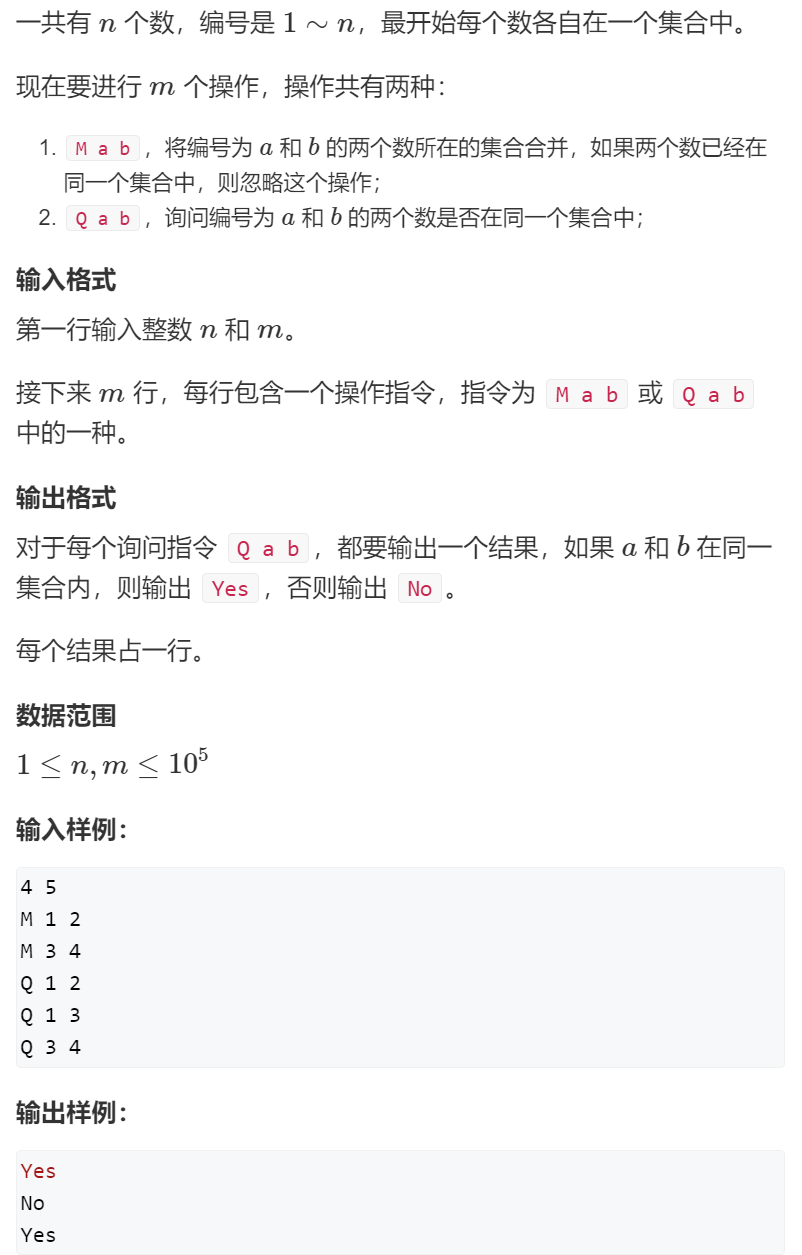 一共有 n 个数，编号是 1 ∼ n，最开始每个数各自在一个集合中。
现在要进行 m 个操作，操作共有两种：
1. M a b，将编号为 a 和 b 的两个数所在的集合合并，如果两个数已经在
同一个集合中，则忽略这个操作；
2. Q a b，询问编号为 a 和 b 的两个数是否在同一个集合中；
输入格式
第一行输入整数 n 和 m。
接下来 m 行，每行包含一个操作指令，指令为 M a b 或 Q a b
中的一种。
输出格式
对于每个询问指令 Q a b，都要输出一个结果，如果 a 和 b 在同一
集合内，则输出 Yes，否则输出 No。
每个结果占一行。
数据范围
1 ≤ n, m ≤ 10⁵
输入样例：
4 5
M 1 2
M 3 4
Q 1 2
Q 1 3
Q 3 4
输出样例：
Yes
No
Yes